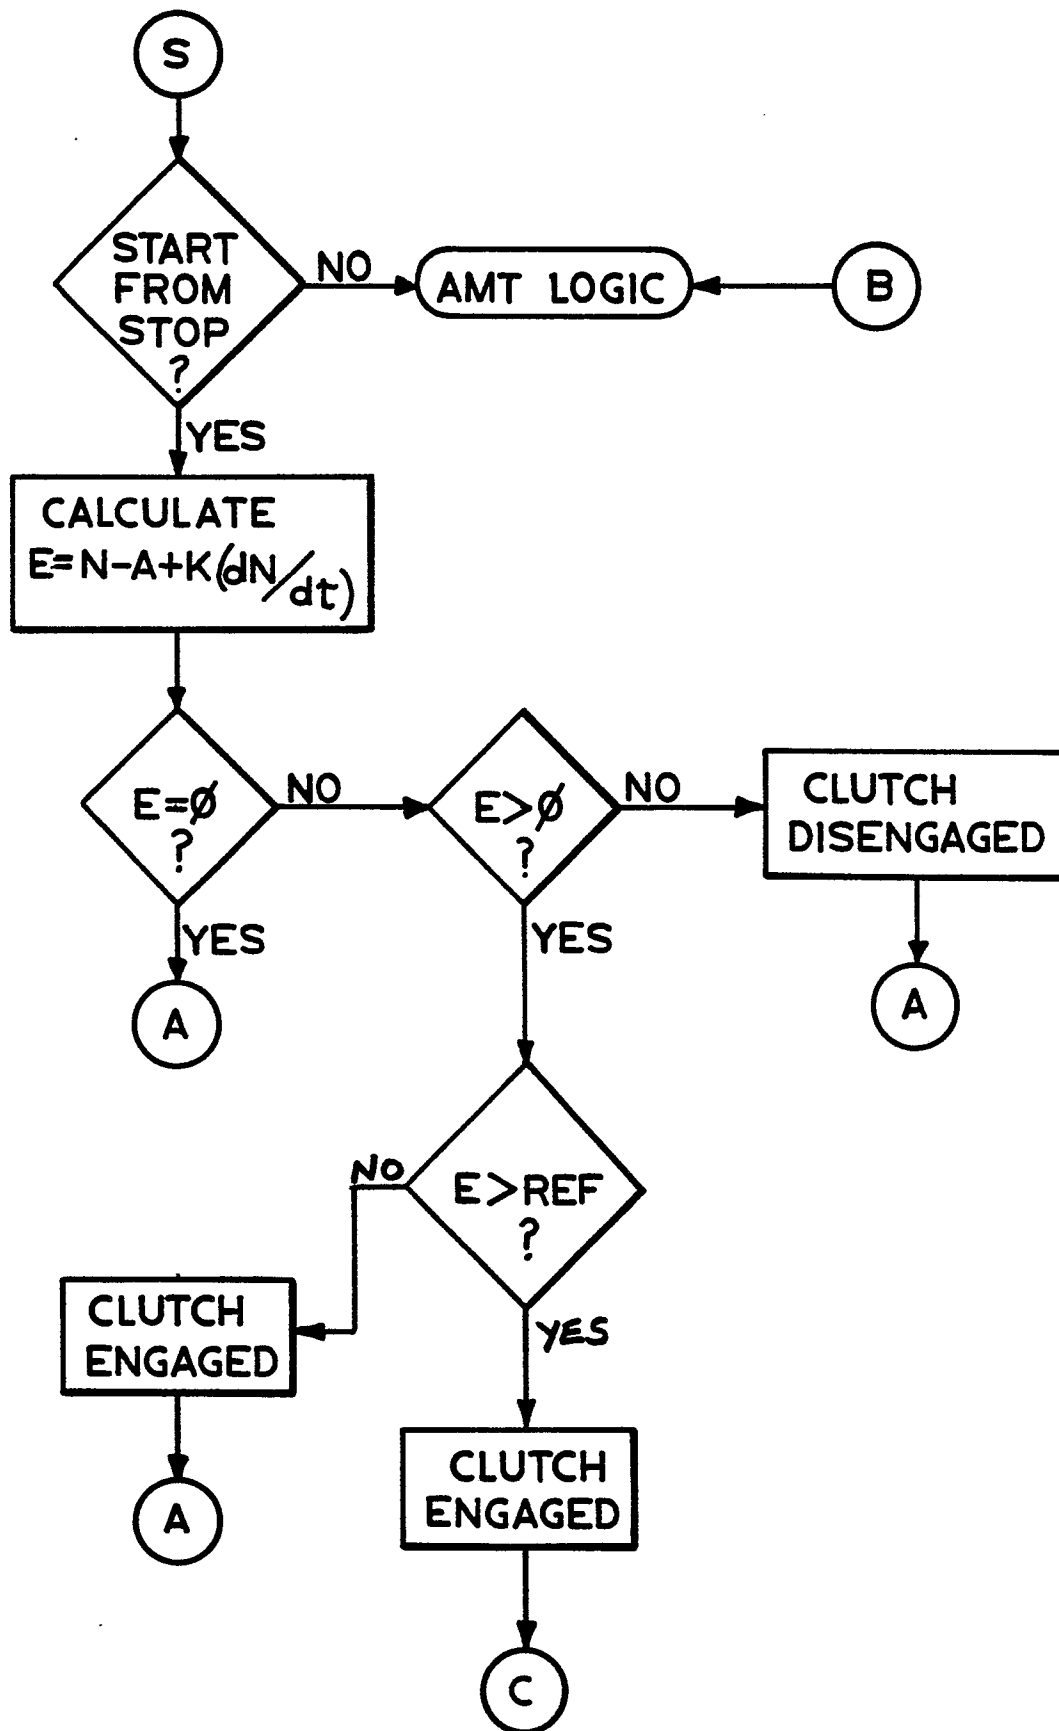 S
START
FROM
STOP
?
NO
AMT LOGIC
B
YES
CALCULATE
E=N-A+K(dN/dt)
E=Ø
?
NO
E>Ø
?
NO
CLUTCH
DISENGAGED
YES
A
YES
A
E>REF
?
NO
CLUTCH
ENGAGED
A
YES
CLUTCH
ENGAGED
C